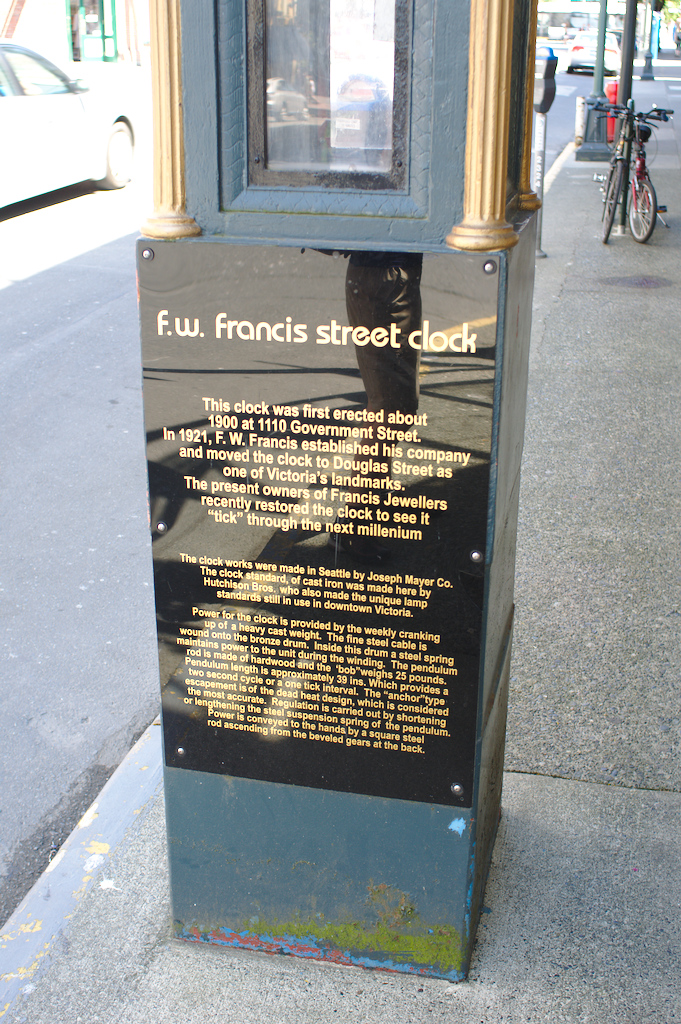 f.w. francis street clock
This clock was first erected about
1900 at 1110 Government Street.
In 1921, F. W. Francis established his company
and moved the clock to Douglas Street as
one of Victoria's landmarks.
The present owners of Francis Jewellers
recently restored the clock to see it
"tick" through the next millenium
The clock works were made in Seattle by Joseph Mayer Co.
The clock standard, of cast iron was made here by
Hutchison Bros. who also made the unique lamp
standards still in use in downtown Victoria.
Power for the clock is provided by the weekly cranking
up of a heavy cast weight. The fine steel cable is
wound onto the bronze drum. Inside this drum a steel spring
maintains power to the unit during the winding. The pendulum
rod is made of hardwood and the 'bob"weighs 25 pounds.
Pendulum length is approximately 39 ins. Which provides a
two second cycle or a one tick interval. The "anchor"type
escapement is of the dead heat design, which is considered
the most accurate. Regulation is carried out by shortening
or lengthening the steel suspension spring of the pendulum.
Power is conveyed to the hands by a square steel
rod ascending from the beveled gears at the back.